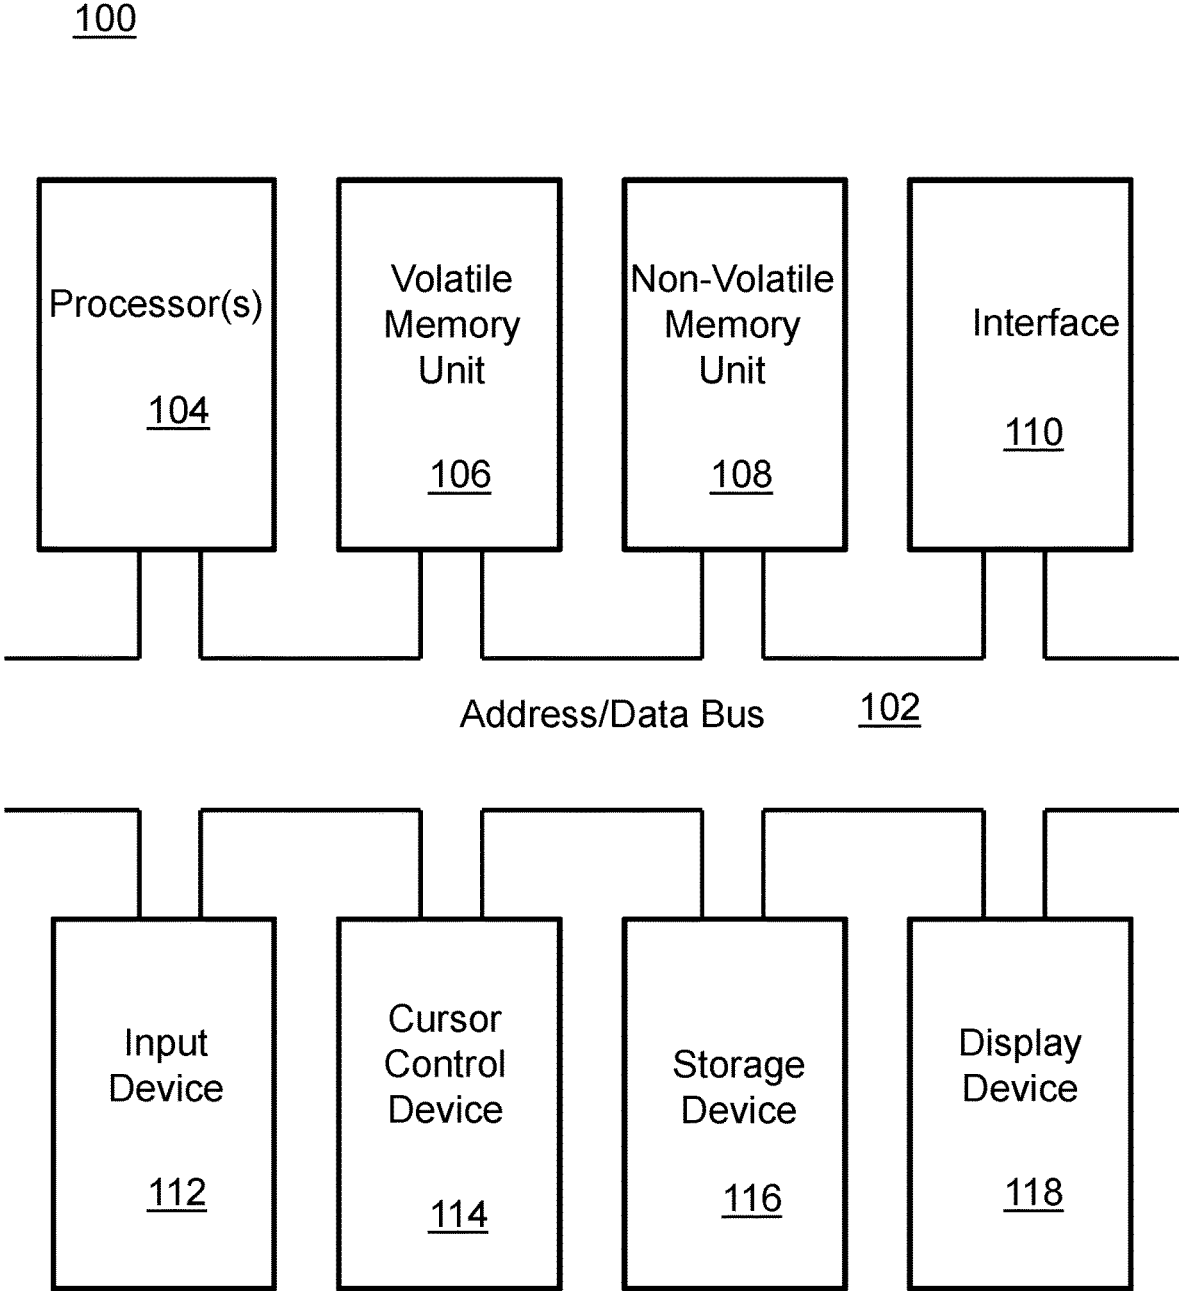 100
Processor(s)
104
Volatile
Memory
Unit
106
Non-Volatile
Memory
Unit
108
Interface
110
Address/Data Bus 102
Input
Device
112
Cursor
Control
Device
114
Storage
Device
116
Display
Device
118